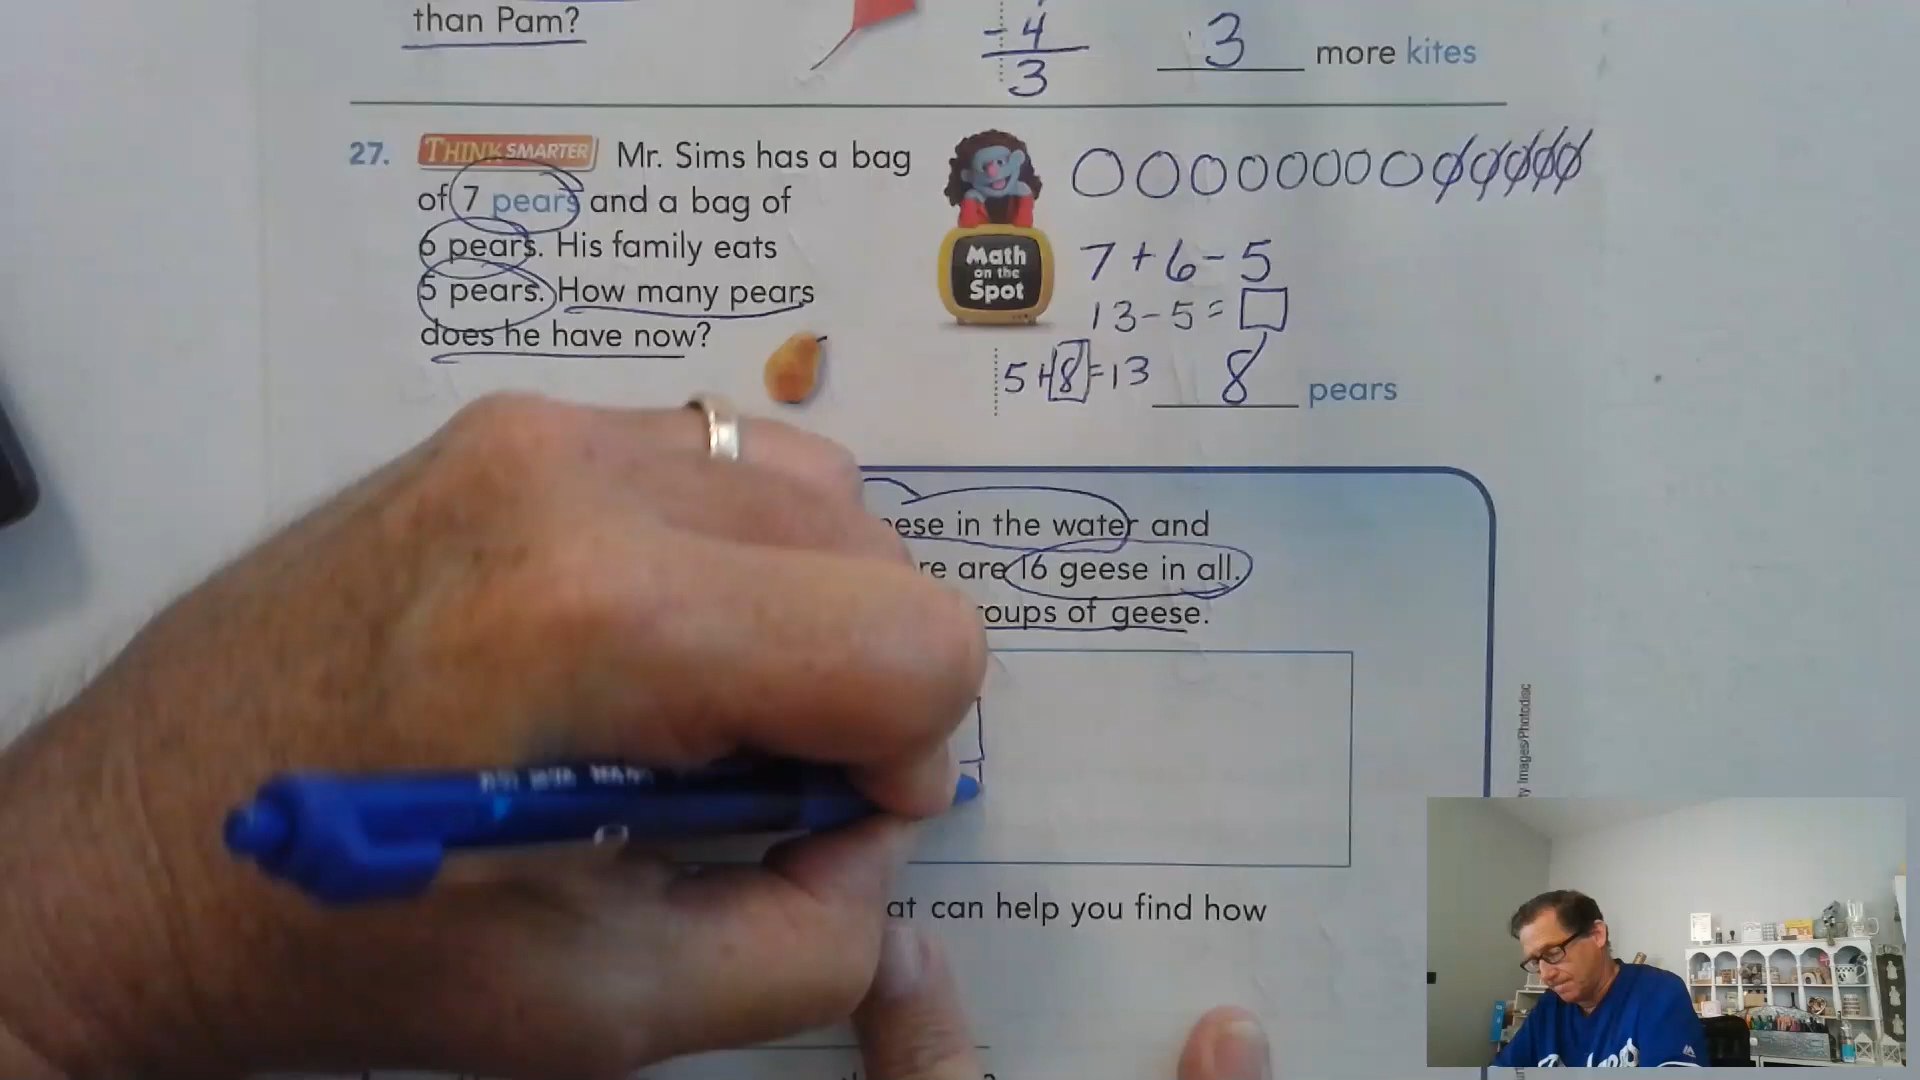 than Pam?
- 4
3
3 more kites
27. THINK SMARTER Mr. Sims has a bag
of 7 pears and a bag of
6 pears. His family eats
5 pears. How many pears
does he have now?
Math
on the
Spot
7 + 6 - 5
13 - 5 = □
5 + 8 = 13
8 pears
in the water and
are 16 geese in all.
of geese.
can help you find how
Images/Photodisc